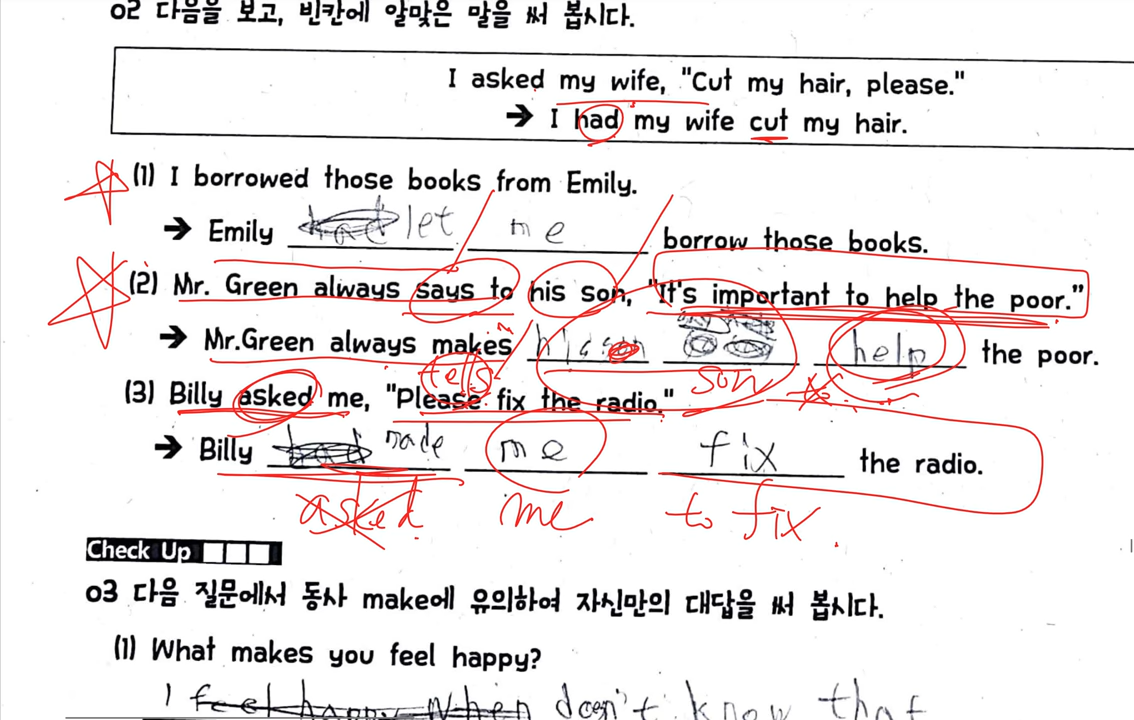 02 다음을 보고, 빈칸에 알맞은 말을 써 봅시다.
I asked my wife, "Cut my hair, please."
→ I had my wife cut my hair.
(1) I borrowed those books from Emily.
→ Emily let me borrow those books.
(2) Mr. Green always says to his son, "It's important to help the poor."
→ Mr.Green always makes his son help the poor.
tells son to
(3) Billy asked me, "Please fix the radio."
→ Billy made me fix the radio.
asked me to fix
Check Up
03 다음 질문에서 동사 make에 유의하여 자신만의 대답을 써 봅시다.
(1) What makes you feel happy?
I feel happy when don't know that